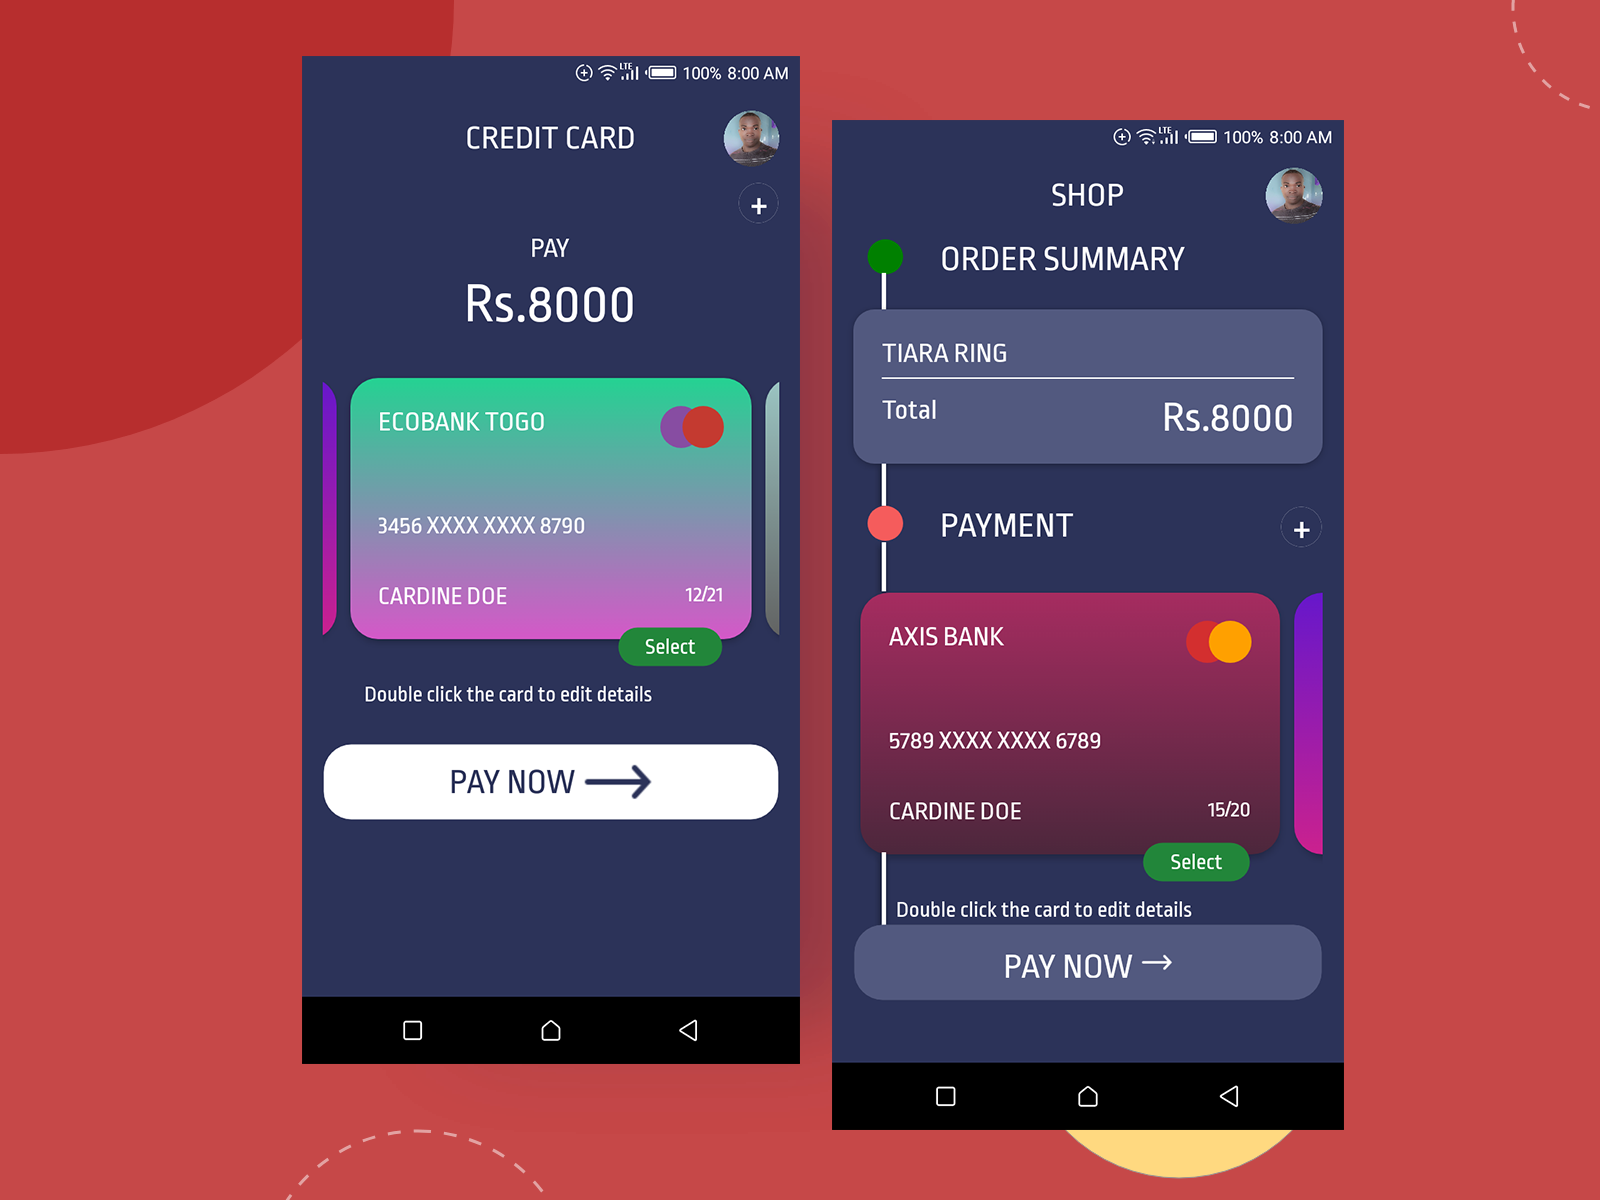 LTE 100% 8:00 AM
CREDIT CARD
+
PAY
Rs.8000
ECOBANK TOGO
3456 XXXX XXXX 8790
CARDINE DOE 12/21
Select
Double click the card to edit details
PAY NOW
LTE 100% 8:00 AM
SHOP
ORDER SUMMARY
TIARA RING
Total Rs.8000
PAYMENT +
AXIS BANK
5789 XXXX XXXX 6789
CARDINE DOE 15/20
Select
Double click the card to edit details
PAY NOW